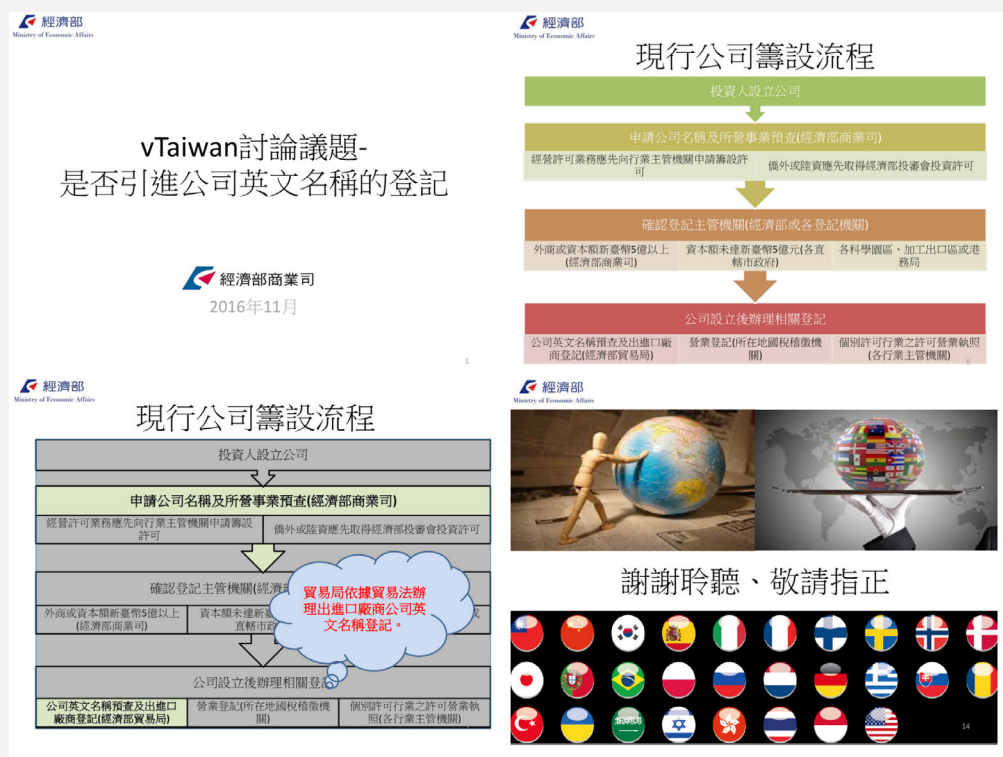 經濟部
Ministry of Economic Affairs
vTaiwan討論議題-
是否引進公司英文名稱的登記
經濟部商業司
2016年11月
1
經濟部
Ministry of Economic Affairs
現行公司籌設流程
投資人設立公司
申請公司名稱及所營事業預查(經濟部商業司)
經營許可業務應先向行業主管機關申請籌設許
可
僑外或陸資應先取得經濟部投審會投資許可
確認登記主管機關(經濟部或各登記機關)
外商或資本額新臺幣5億以上
(經濟部商業司)
資本額未達新臺幣5億元(各直
轄市政府)
各科學園區、加工出口區或港
務局
公司設立後辦理相關登記
公司英文名稱預查及出進口廠
商登記(經濟部貿易局)
營業登記(所在地國稅稽徵機
關)
個別許可行業之許可營業執照
(各行業主管機關)
6
經濟部
Ministry of Economic Affairs
現行公司籌設流程
投資人設立公司
申請公司名稱及所營事業預查(經濟部商業司)
經營許可業務應先向行業主管機關申請籌設
許可
僑外或陸資應先取得經濟部投審會投資許可
確認登記主管機關(經濟
外商或資本額新臺幣5億以上
(經濟部商業司)
資本額未達新
直轄市政
貿易局依據貿易法辦
理出進口廠商公司英
文名稱登記。
公司設立後辦理相關登記
公司英文名稱預查及出進口
廠商登記(經濟部貿易局)
營業登記(所在地國稅稽徵機
關)
個別許可行業之許可營業執
照(各行業主管機關)
經濟部
Ministry of Economic Affairs
謝謝聆聽、敬請指正
14